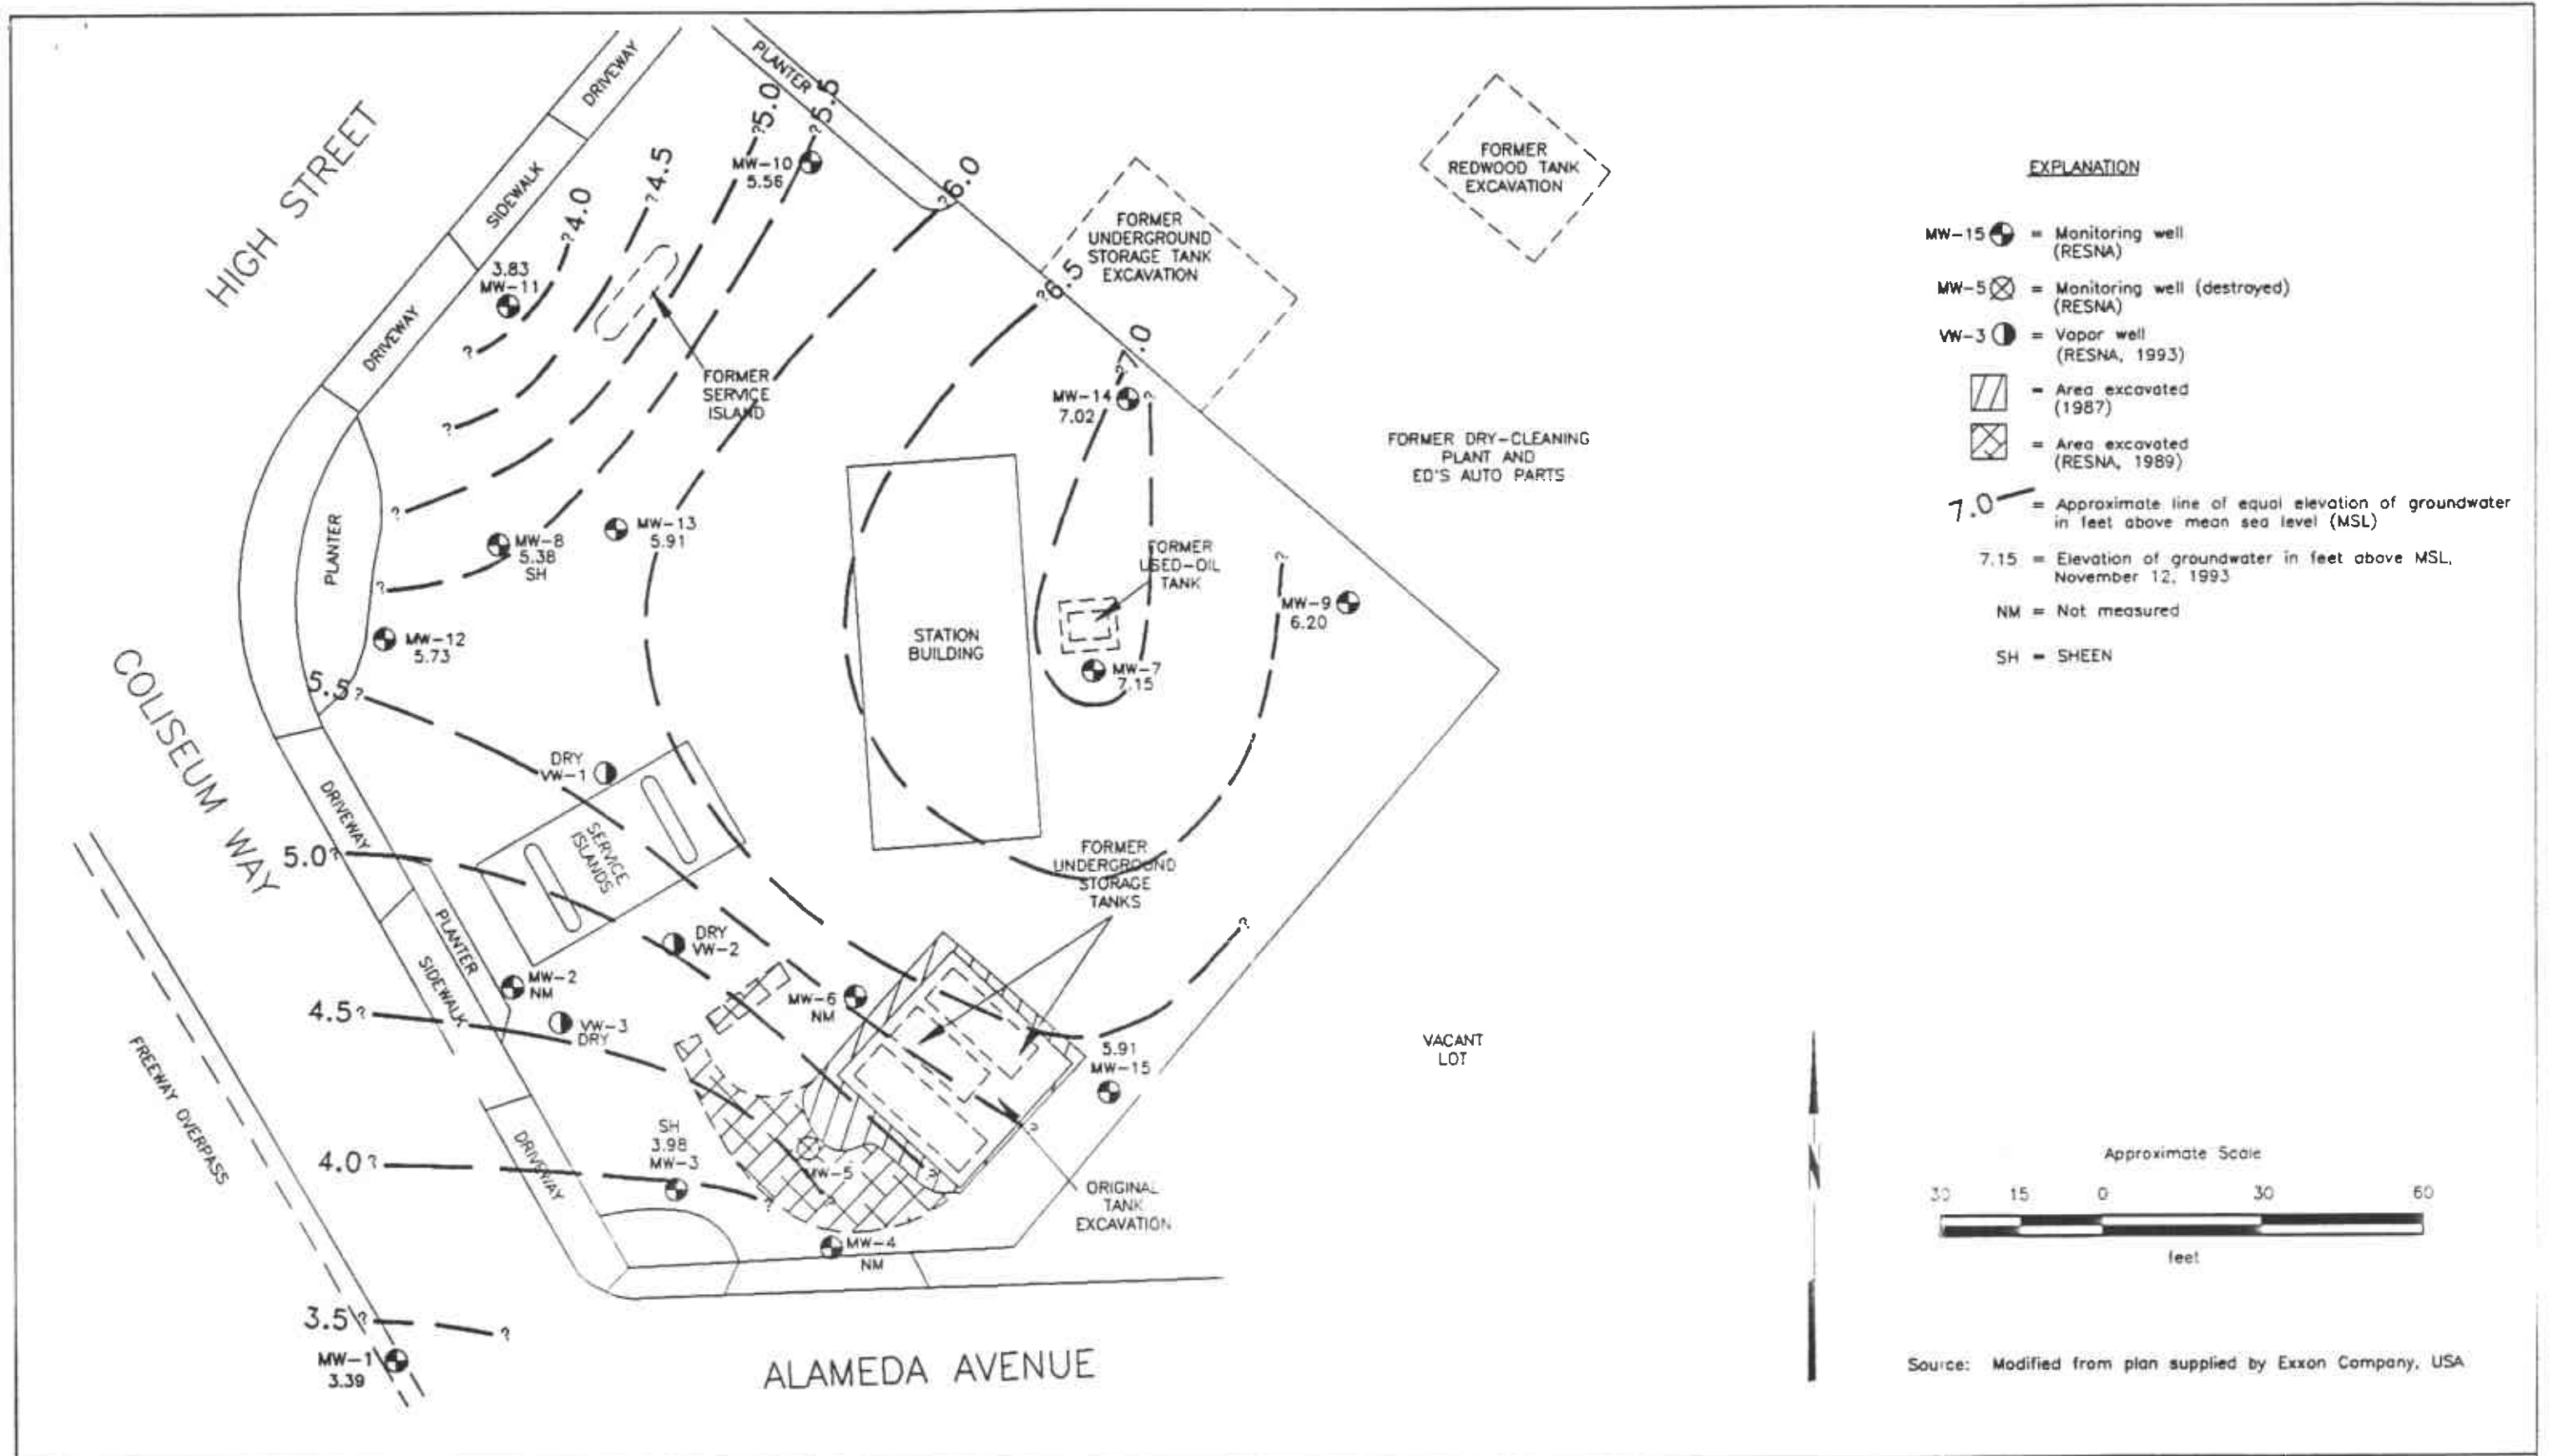 HIGH STREET
COLISEUM WAY
ALAMEDA AVENUE
FREEWAY OVERPASS
DRIVEWAY
SIDEWALK
DRIVEWAY
PLANTER
DRIVEWAY
PLANTER
SIDEWALK
DRIVEWAY
PLANTER
?4.0
?4.5
?5.0
?5.5
?6.0
?6.5
?7.0
?
?
?
?
?
?
?
?
?
?
?
?
?
?
3.83
MW-11
MW-10
5.56
FORMER
SERVICE
ISLAND
MW-8
5.38
SH
MW-13
5.91
MW-12
5.73
MW-14
7.02
FORMER
USED-OIL
TANK
MW-7
7.15
MW-9
6.20
STATION
BUILDING
FORMER
UNDERGROUND
STORAGE TANK
EXCAVATION
FORMER
REDWOOD TANK
EXCAVATION
FORMER DRY-CLEANING
PLANT AND
ED'S AUTO PARTS
5.5?
5.0?
4.5?
4.0?
3.5?
DRY
VW-1
SERVICE
ISLANDS
DRY
VW-2
MW-2
NM
VW-3
DRY
MW-6
NM
FORMER
UNDERGROUND
STORAGE
TANKS
5.91
MW-15
SH
3.98
MW-3
MW-5
MW-4
NM
ORIGINAL
TANK
EXCAVATION
MW-1
3.39
VACANT
LOT
EXPLANATION
MW-15 = Monitoring well
(RESNA)
MW-5 = Monitoring well (destroyed)
(RESNA)
VW-3 = Vapor well
(RESNA, 1993)
= Area excavated
(1987)
= Area excavated
(RESNA, 1989)
7.0 = Approximate line of equal elevation of groundwater
in feet above mean sea level (MSL)
7.15 = Elevation of groundwater in feet above MSL,
November 12, 1993
NM = Not measured
SH = SHEEN
N
Approximate Scale
30 15 0 30 60
feet
Source: Modified from plan supplied by Exxon Company, USA